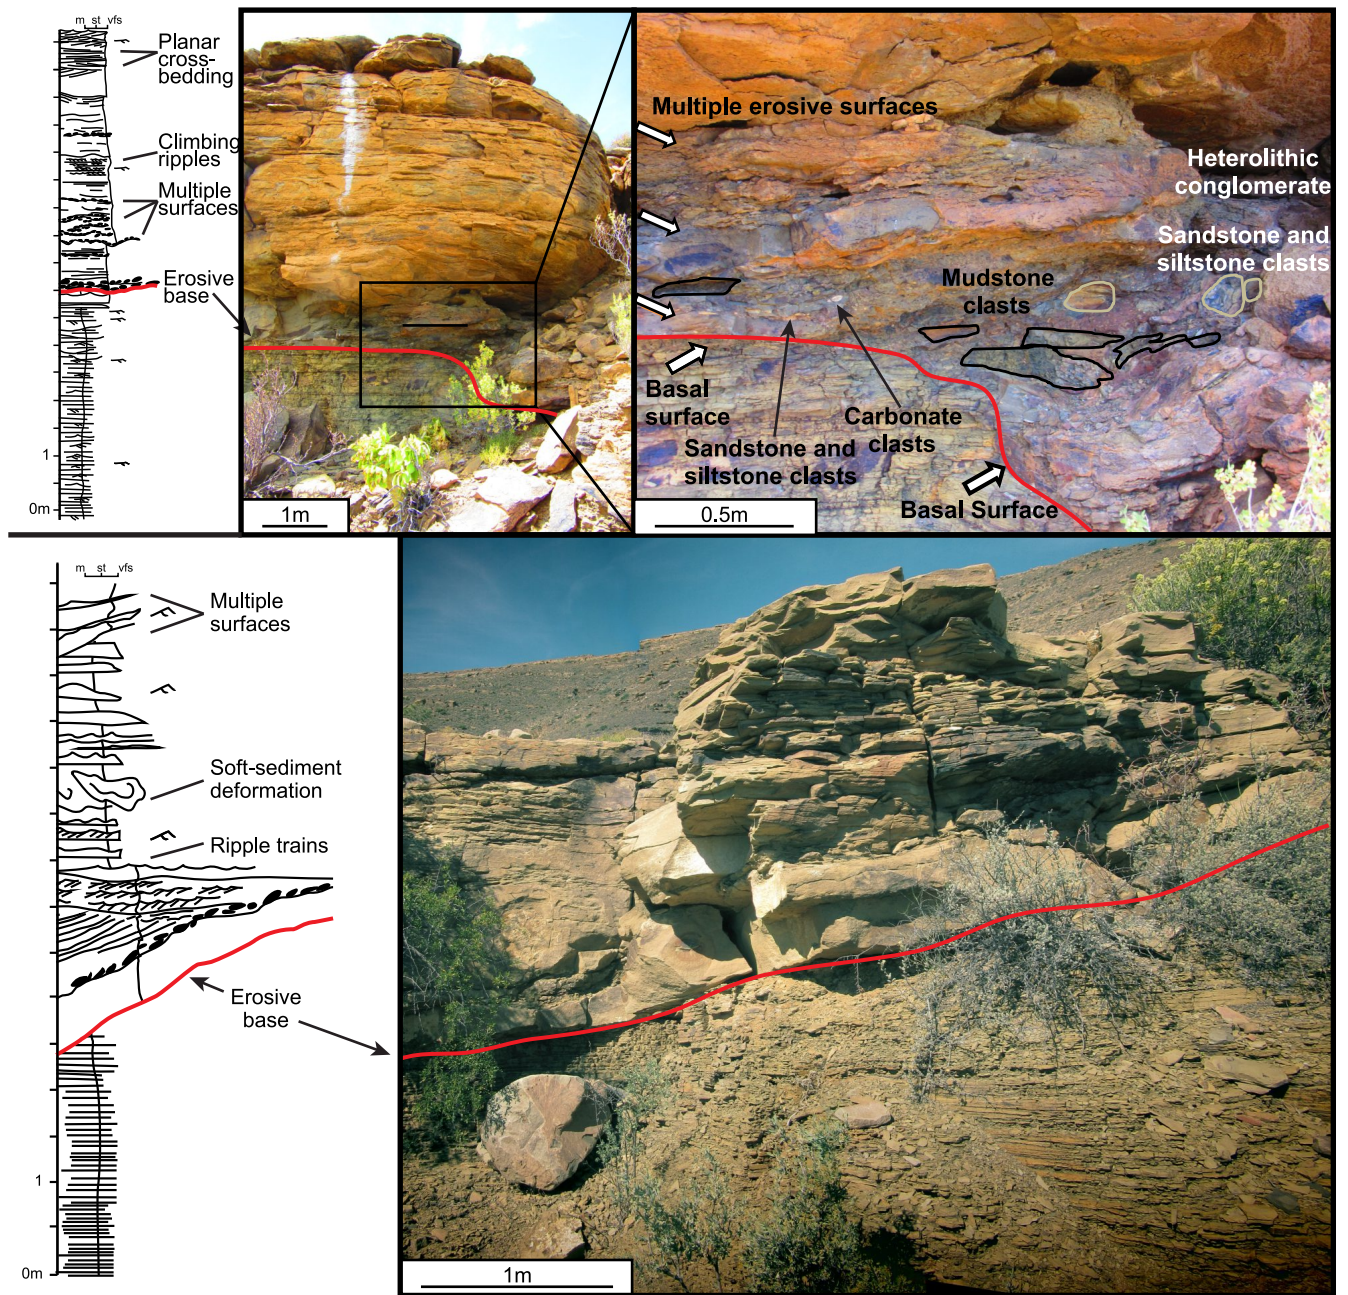 m st vfs
Planar
cross-
bedding
Climbing
ripples
Multiple
surfaces
Erosive
base
1
0m
1m
Multiple erosive surfaces
Heterolithic
conglomerate
Sandstone and
siltstone clasts
Mudstone
clasts
Basal
surface
Carbonate
clasts
Sandstone and
siltstone clasts
Basal Surface
0.5m
m st vfs
Multiple
surfaces
Soft-sediment
deformation
Ripple trains
Erosive
base
1
0m
1m